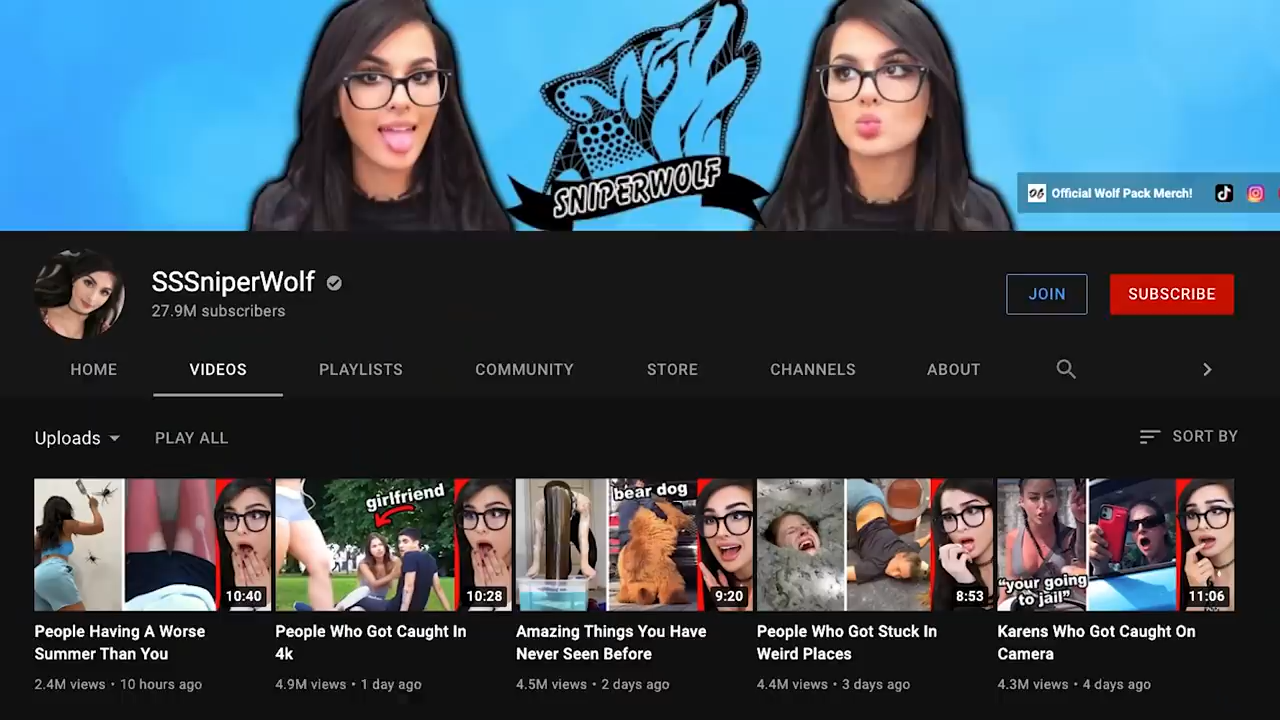 SNIPERWOLF
OG Official Wolf Pack Merch!
SSSniperWolf
27.9M subscribers
JOIN
SUBSCRIBE
HOME
VIDEOS
PLAYLISTS
COMMUNITY
STORE
CHANNELS
ABOUT
Uploads
PLAY ALL
SORT BY
10:40
girlfriend
10:28
bear dog
9:20
8:53
"your going
to jail"
11:06
People Having A Worse
Summer Than You
2.4M views • 10 hours ago
People Who Got Caught In
4k
4.9M views • 1 day ago
Amazing Things You Have
Never Seen Before
4.5M views • 2 days ago
People Who Got Stuck In
Weird Places
4.4M views • 3 days ago
Karens Who Got Caught On
Camera
4.3M views • 4 days ago